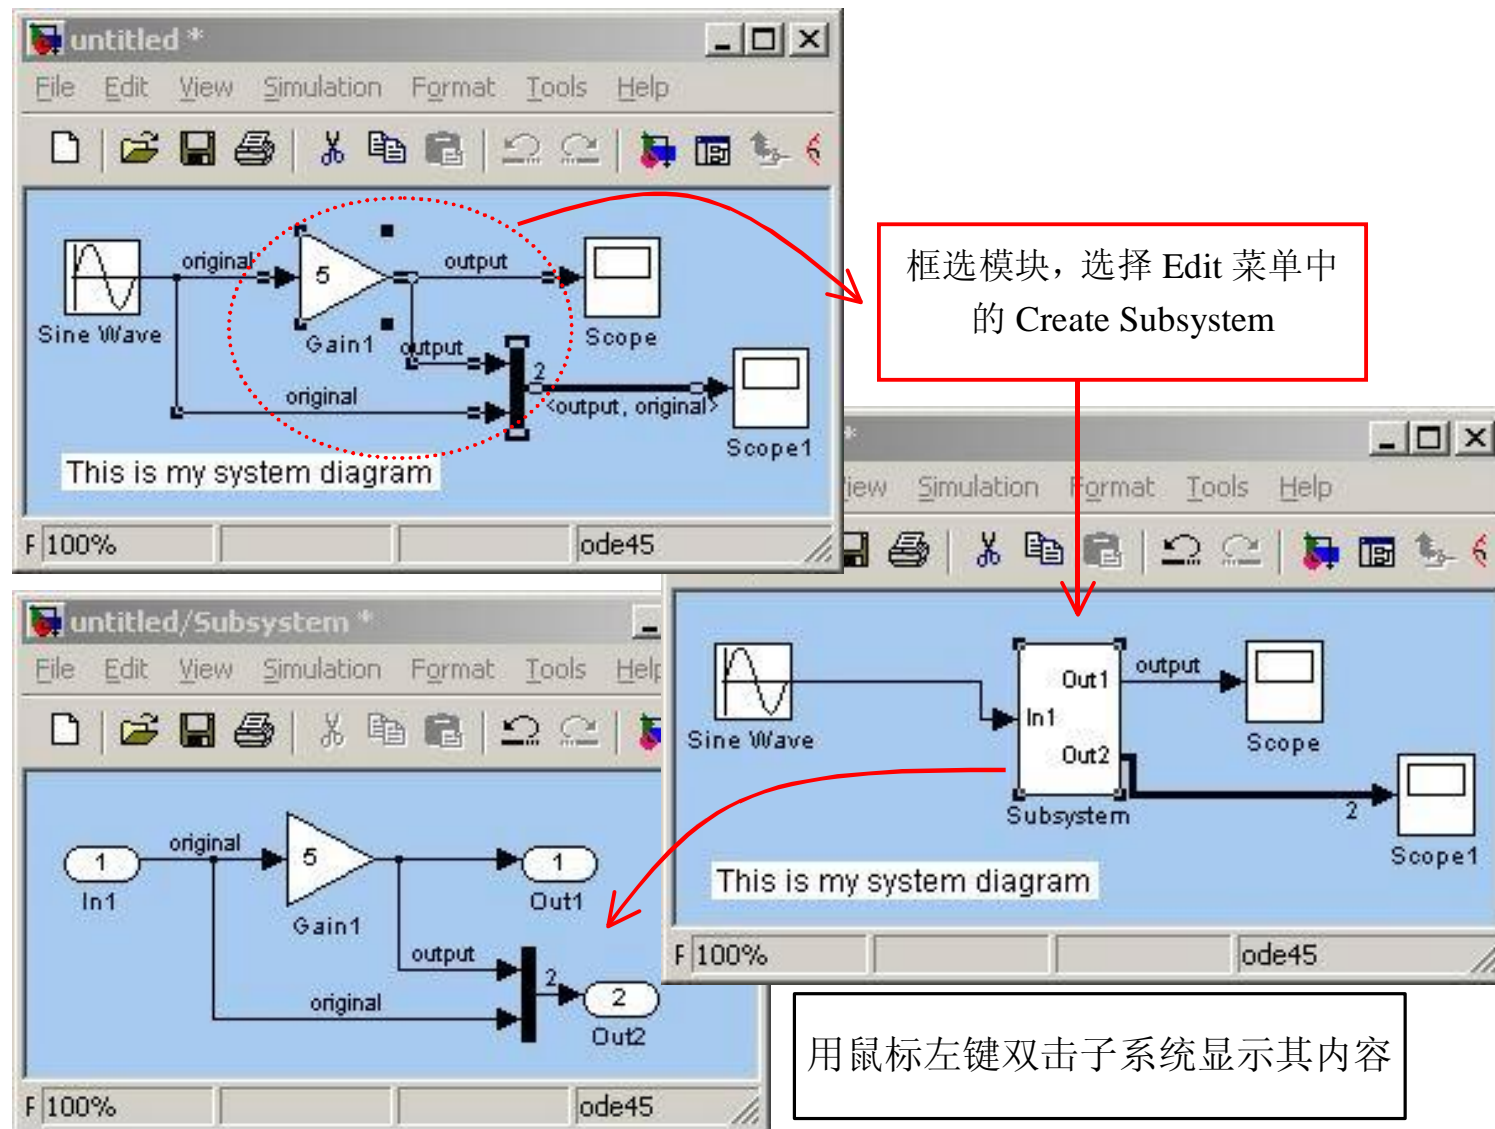 untitled *
File Edit View Simulation Format Tools Help
original
5
output
Sine Wave
Gain1
output
Scope
2
original
<output, original>
Scope1
This is my system diagram
F 100%
ode45
框选模块，选择 Edit 菜单中
的 Create Subsystem
*
iew Simulation Format Tools Help
Out1
output
In1
Sine Wave
Out2
Scope
Subsystem
2
Scope1
This is my system diagram
F 100%
ode45
untitled/Subsystem *
File Edit View Simulation Format Tools Help
original
1
5
1
In1
Out1
Gain1
output
2
2
original
Out2
F 100%
ode45
用鼠标左键双击子系统显示其内容